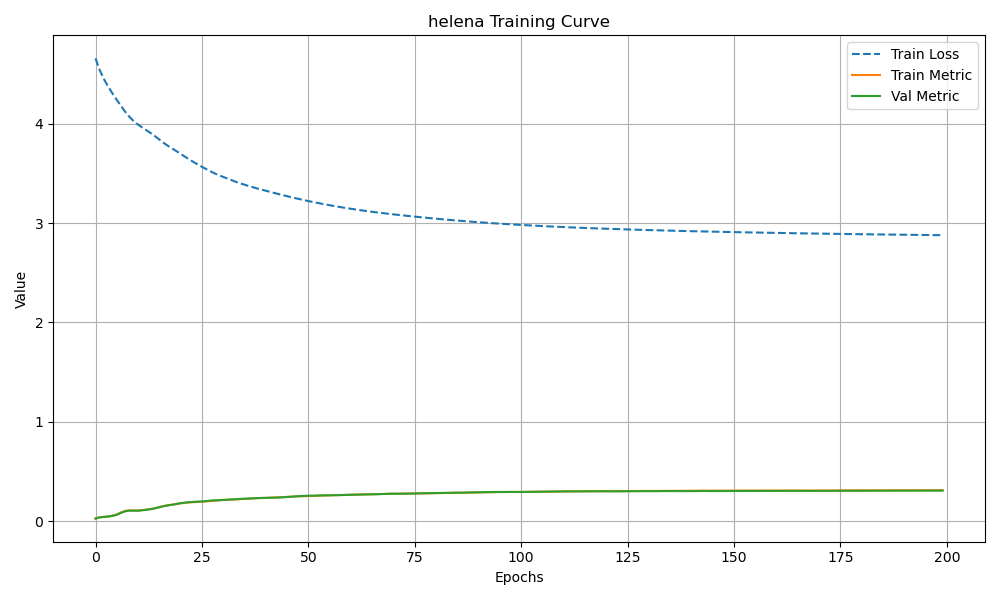 helena Training Curve
Train Loss
Train Metric
Val Metric
4
3
2
1
0
Value
0 25 50 75 100 125 150 175 200
Epochs